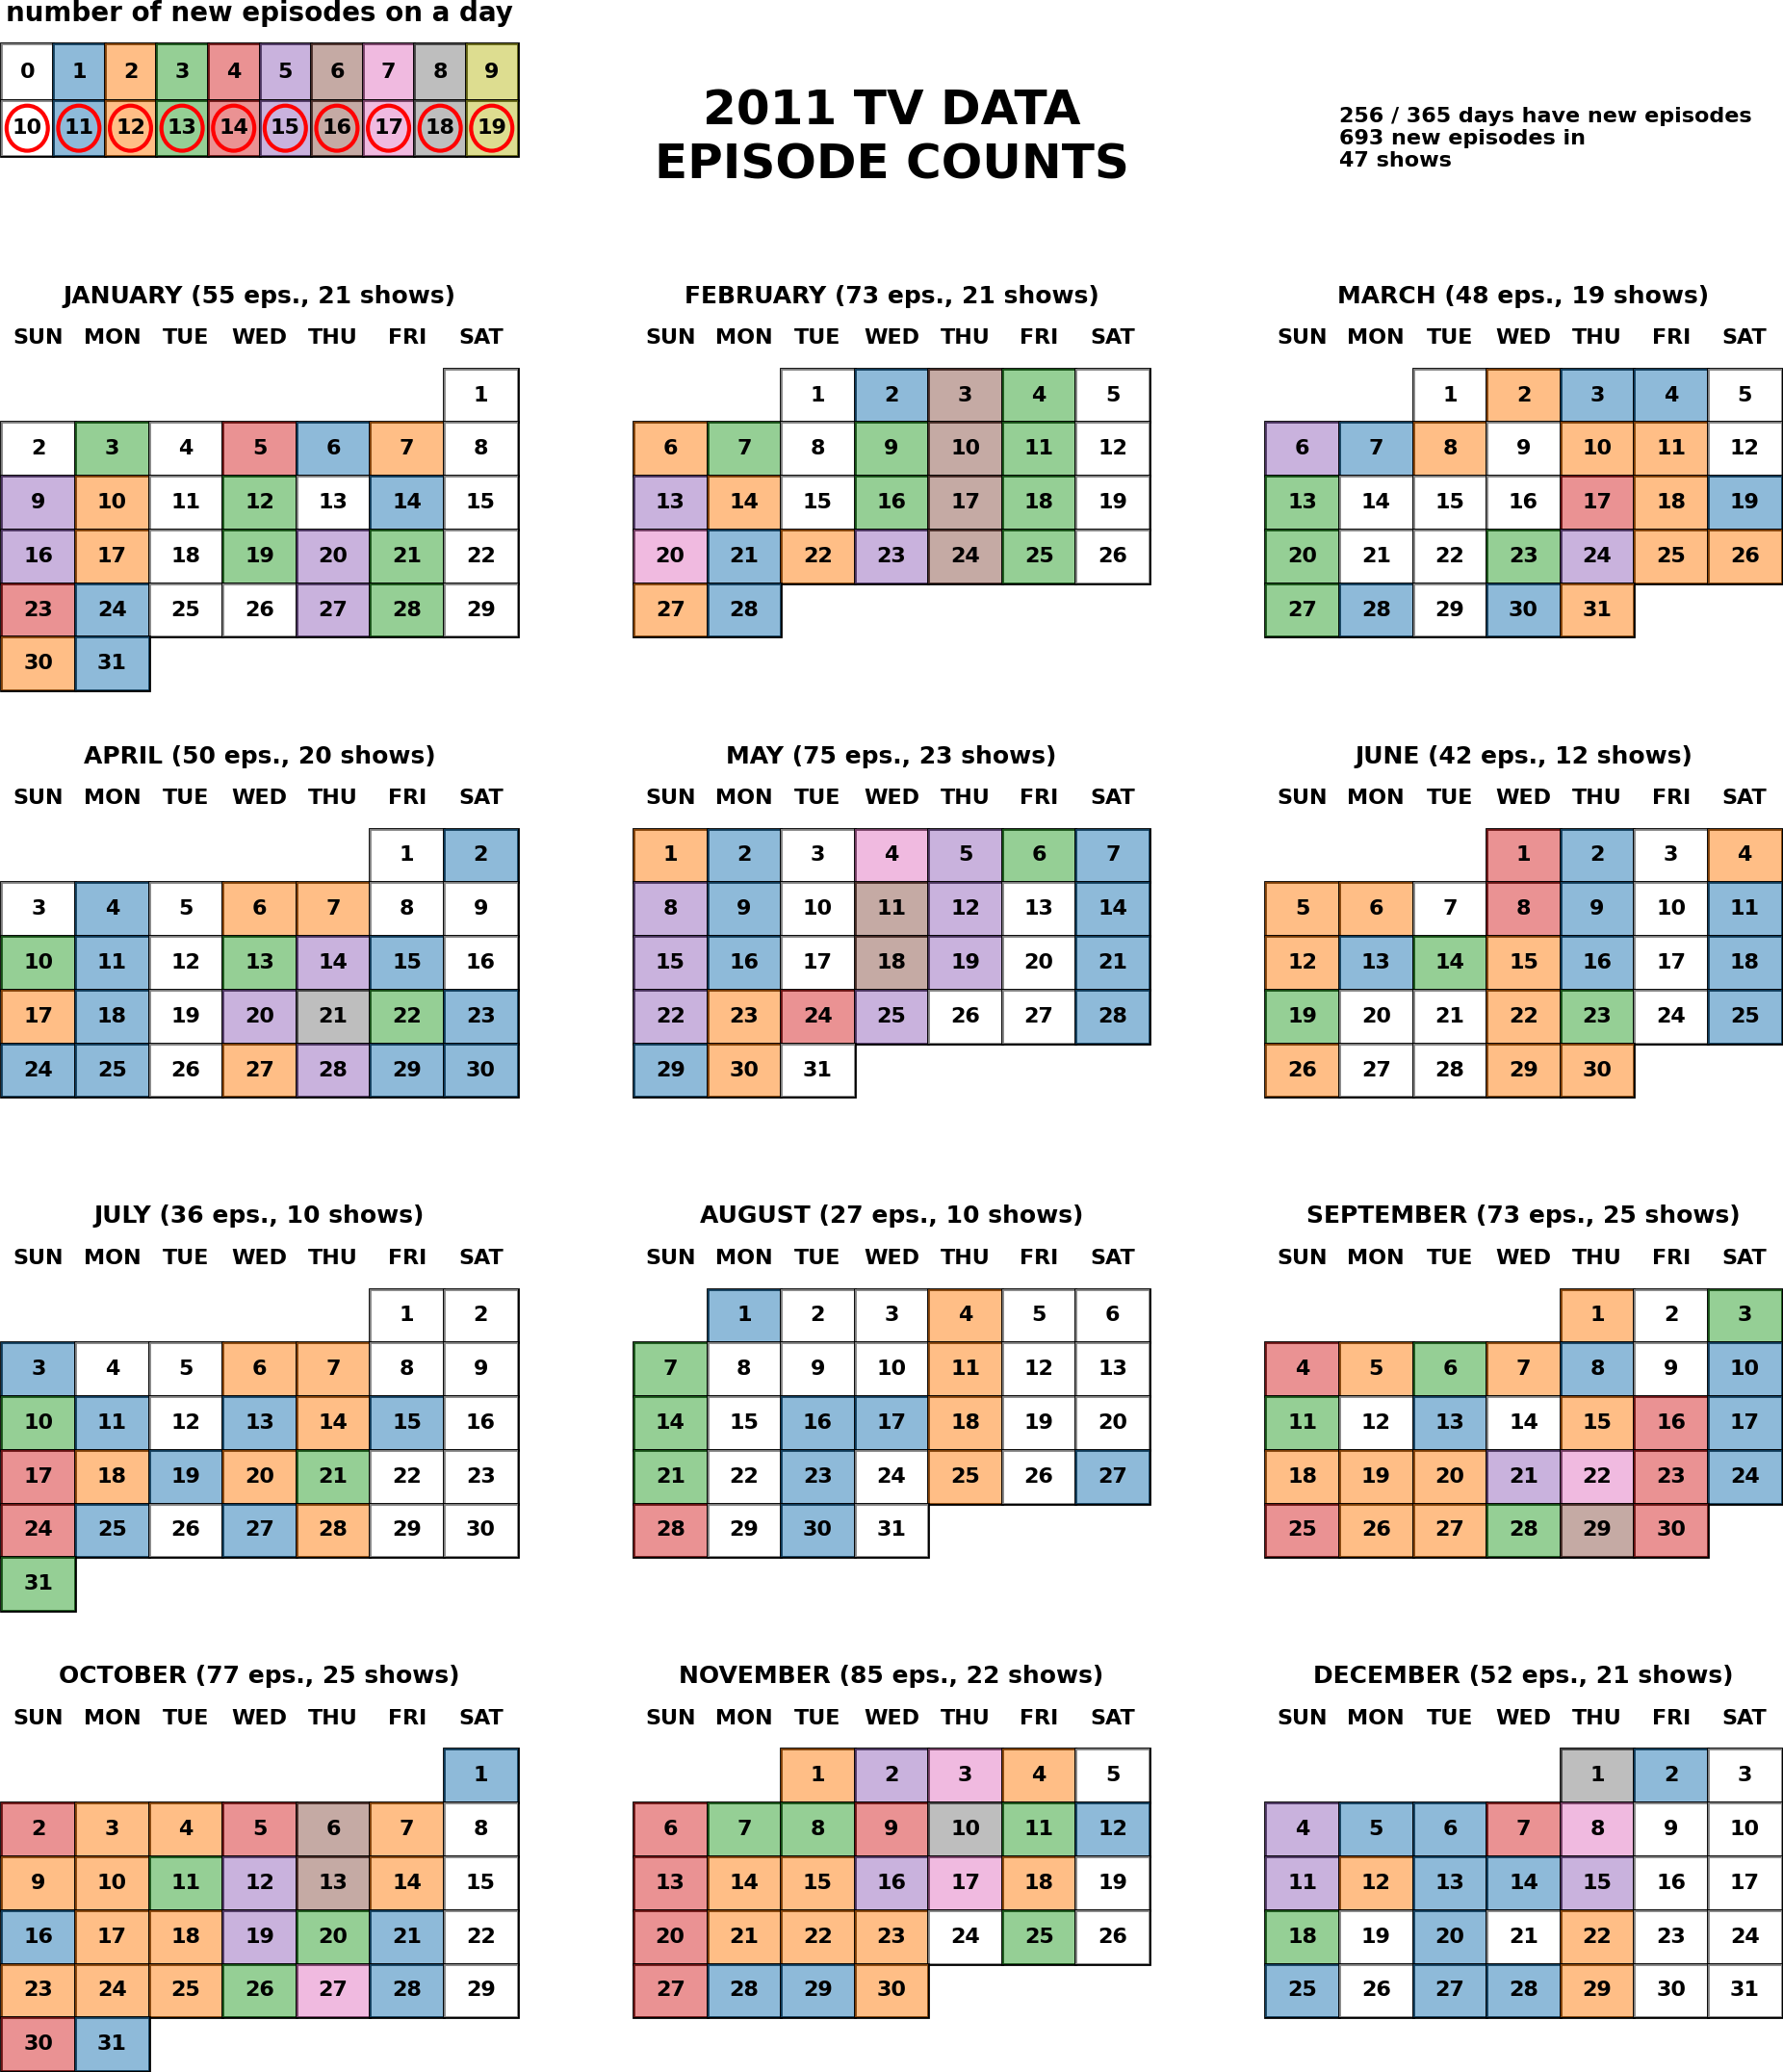 number of new episodes on a day
0 1 2 3 4 5 6 7 8 9
10 11 12 13 14 15 16 17 18 19
2011 TV DATA
EPISODE COUNTS
256 / 365 days have new episodes
693 new episodes in
47 shows
JANUARY (55 eps., 21 shows)
SUN MON TUE WED THU FRI SAT
1
2 3 4 5 6 7 8
9 10 11 12 13 14 15
16 17 18 19 20 21 22
23 24 25 26 27 28 29
30 31
FEBRUARY (73 eps., 21 shows)
SUN MON TUE WED THU FRI SAT
1 2 3 4 5
6 7 8 9 10 11 12
13 14 15 16 17 18 19
20 21 22 23 24 25 26
27 28
MARCH (48 eps., 19 shows)
SUN MON TUE WED THU FRI SAT
1 2 3 4 5
6 7 8 9 10 11 12
13 14 15 16 17 18 19
20 21 22 23 24 25 26
27 28 29 30 31
APRIL (50 eps., 20 shows)
SUN MON TUE WED THU FRI SAT
1 2
3 4 5 6 7 8 9
10 11 12 13 14 15 16
17 18 19 20 21 22 23
24 25 26 27 28 29 30
MAY (75 eps., 23 shows)
SUN MON TUE WED THU FRI SAT
1 2 3 4 5 6 7
8 9 10 11 12 13 14
15 16 17 18 19 20 21
22 23 24 25 26 27 28
29 30 31
JUNE (42 eps., 12 shows)
SUN MON TUE WED THU FRI SAT
1 2 3 4
5 6 7 8 9 10 11
12 13 14 15 16 17 18
19 20 21 22 23 24 25
26 27 28 29 30
JULY (36 eps., 10 shows)
SUN MON TUE WED THU FRI SAT
1 2
3 4 5 6 7 8 9
10 11 12 13 14 15 16
17 18 19 20 21 22 23
24 25 26 27 28 29 30
31
AUGUST (27 eps., 10 shows)
SUN MON TUE WED THU FRI SAT
1 2 3 4 5 6
7 8 9 10 11 12 13
14 15 16 17 18 19 20
21 22 23 24 25 26 27
28 29 30 31
SEPTEMBER (73 eps., 25 shows)
SUN MON TUE WED THU FRI SAT
1 2 3
4 5 6 7 8 9 10
11 12 13 14 15 16 17
18 19 20 21 22 23 24
25 26 27 28 29 30
OCTOBER (77 eps., 25 shows)
SUN MON TUE WED THU FRI SAT
1
2 3 4 5 6 7 8
9 10 11 12 13 14 15
16 17 18 19 20 21 22
23 24 25 26 27 28 29
30 31
NOVEMBER (85 eps., 22 shows)
SUN MON TUE WED THU FRI SAT
1 2 3 4 5
6 7 8 9 10 11 12
13 14 15 16 17 18 19
20 21 22 23 24 25 26
27 28 29 30
DECEMBER (52 eps., 21 shows)
SUN MON TUE WED THU FRI SAT
1 2 3
4 5 6 7 8 9 10
11 12 13 14 15 16 17
18 19 20 21 22 23 24
25 26 27 28 29 30 31